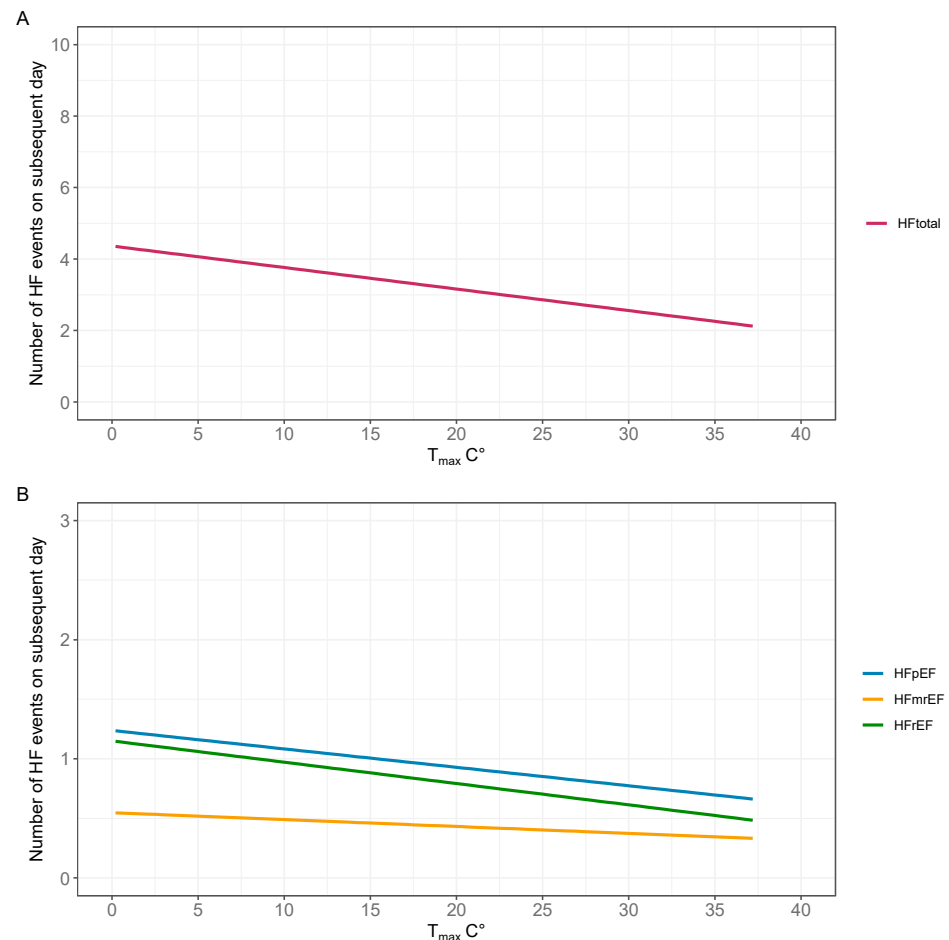 A
Number of HF events on subsequent day
10
8
6
4
2
0
0 5 10 15 20 25 30 35 40
Tmax C°
HFtotal
B
Number of HF events on subsequent day
3
2
1
0
0 5 10 15 20 25 30 35 40
Tmax C°
HFpEF
HFmrEF
HFrEF